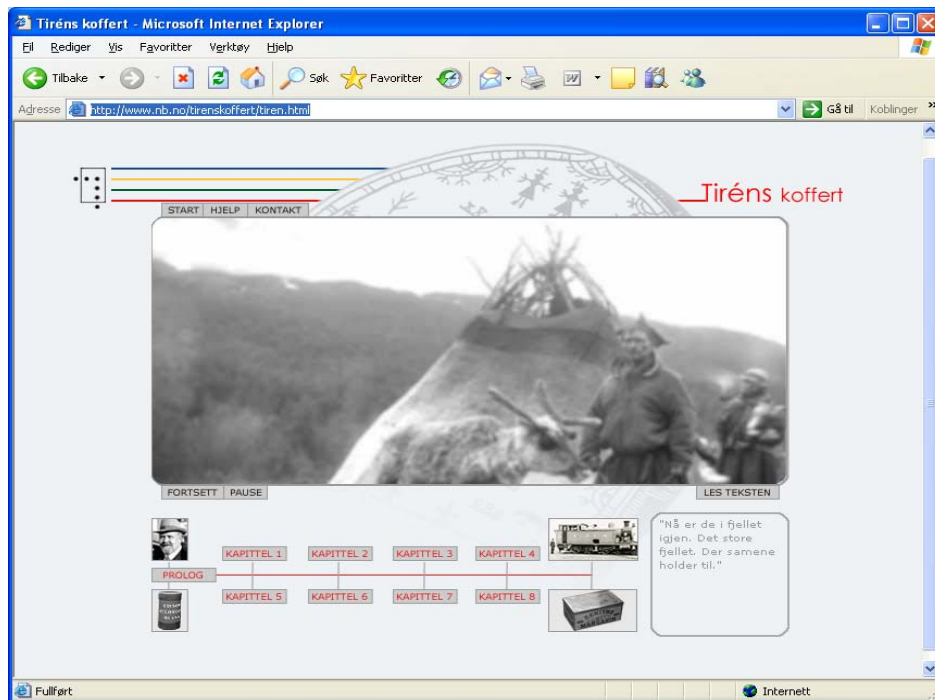 Tiréns koffert - Microsoft Internet Explorer
Fil Rediger Vis Favoritter Verktøy Hjelp
Tilbake Søk Favoritter
Adresse http://www.nb.no/tirenskoffert/tiren.html Gå til Koblinger »
Tiréns koffert
START HJELP KONTAKT
FORTSETT PAUSE LES TEKSTEN
"Nå er de i fjellet
igjen. Det store
fjellet. Der samene
holder til."
KAPITTEL 1 KAPITTEL 2 KAPITTEL 3 KAPITTEL 4
PROLOG
KAPITTEL 5 KAPITTEL 6 KAPITTEL 7 KAPITTEL 8
MARGARIN
Fullført Internett